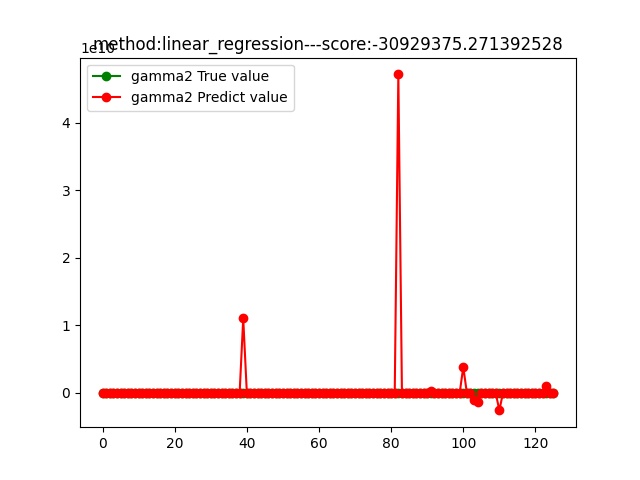 method:linear_regression---score:-30929375.271392528
1e10
gamma2 True value
gamma2 Predict value
4
3
2
1
0
0 20 40 60 80 100 120